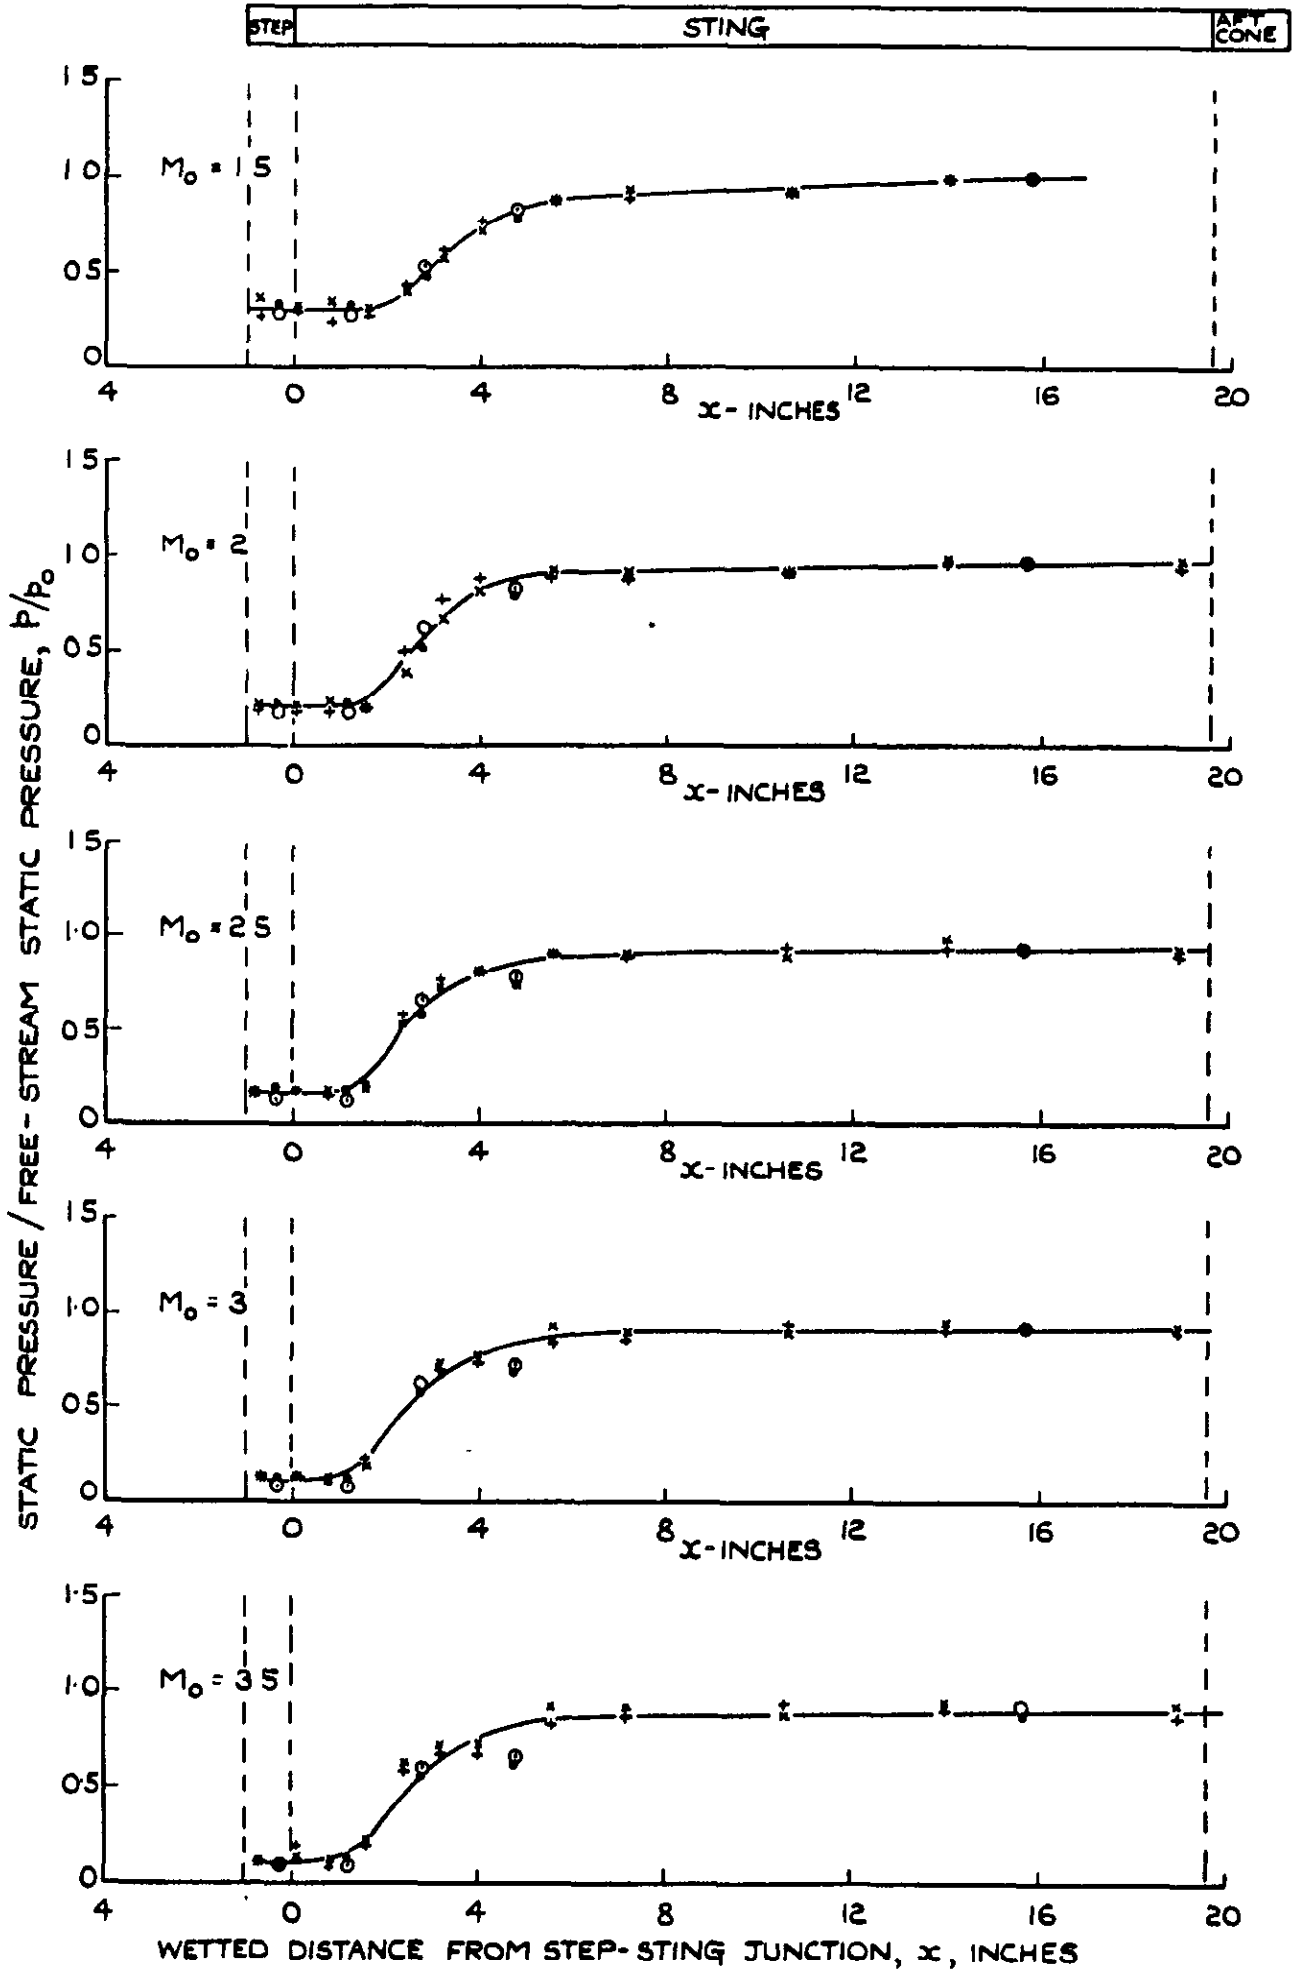 STEP STING AFT CONE
1 5
M₀ = 1 5
1 0
0 5
0
4 0 4 8 12 16 20
x - INCHES
1 5
M₀ = 2
1 0
0 5
0
4 0 4 8 12 16 20
x - INCHES
1 5
M₀ = 2 5
1·0
0 5
0
4 0 4 8 12 16 20
x - INCHES
1 5
M₀ = 3
1·0
0 5
0
4 0 4 8 12 16 20
x - INCHES
1·5
M₀ = 3 5
1·0
0·5
0
4 0 4 8 12 16 20
WETTED DISTANCE FROM STEP-STING JUNCTION, x, INCHES
STATIC PRESSURE / FREE-STREAM STATIC PRESSURE, p/p₀